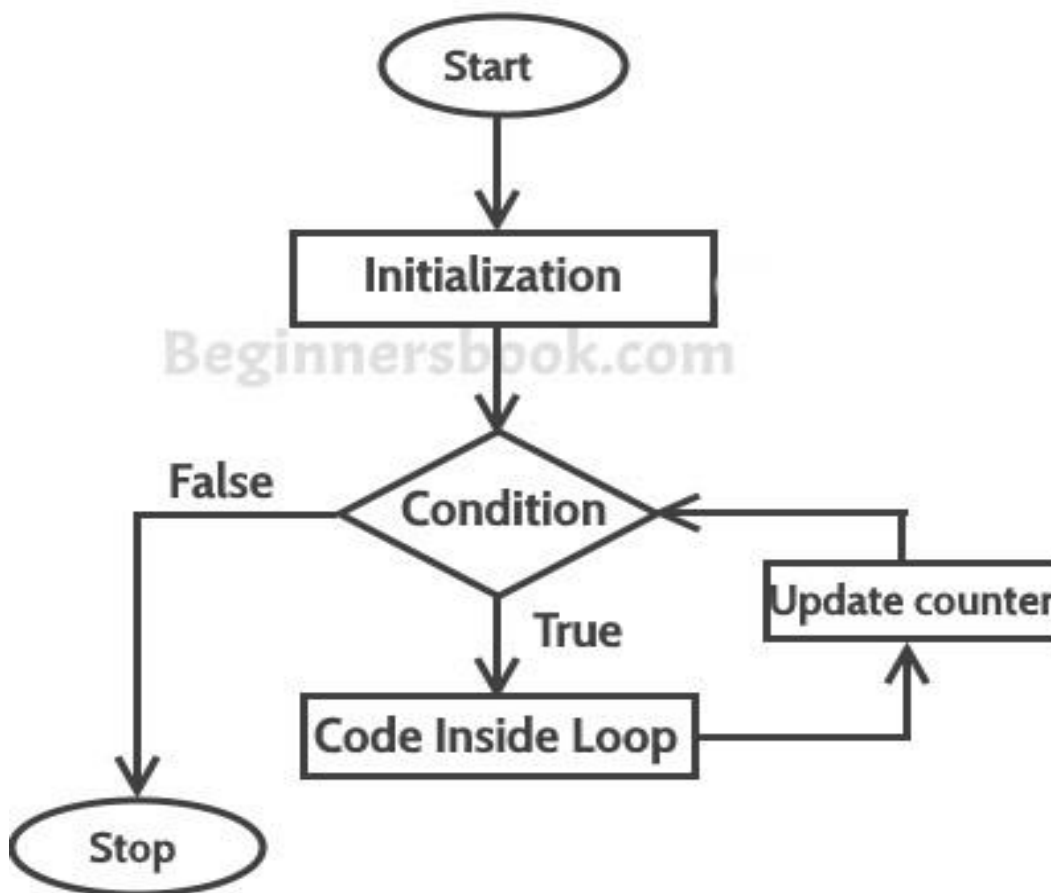 Start
Initialization
Beginnersbook.com
False
Condition
Update counter
True
Code Inside Loop
Stop